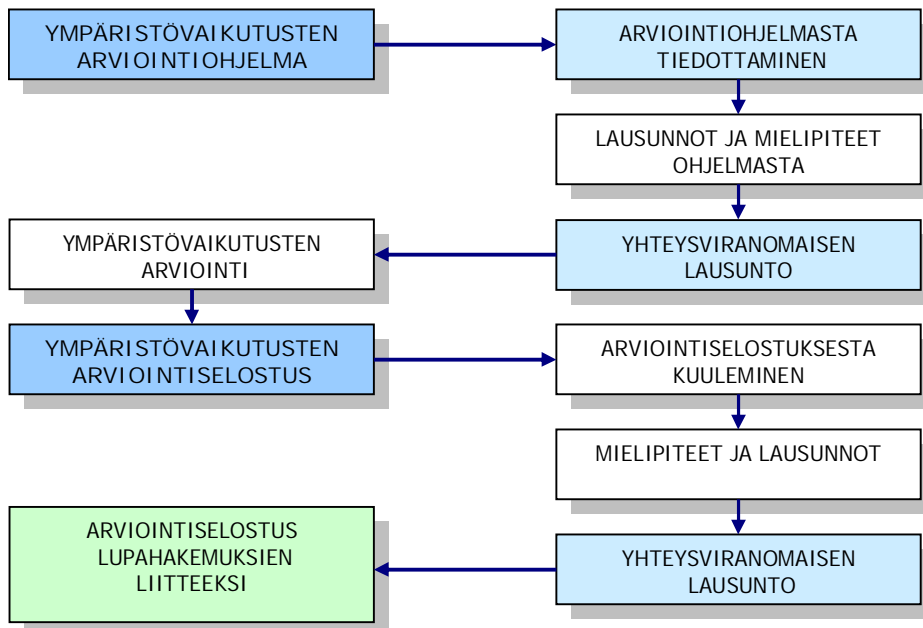 YMPÄRISTÖVAIKUTUSTEN
ARVIOINTIOHJELMA
ARVIOINTIOHJELMASTA
TIEDOTTAMINEN
LAUSUNNOT JA MIELIPITEET
OHJELMASTA
YHTEYSVIRANOMAISEN
LAUSUNTO
YMPÄRISTÖVAIKUTUSTEN
ARVIOINTI
YMPÄRISTÖVAIKUTUSTEN
ARVIOINTISELOSTUS
ARVIOINTISELOSTUKSESTA
KUULEMINEN
MIELIPITEET JA LAUSUNNOT
YHTEYSVIRANOMAISEN
LAUSUNTO
ARVIOINTISELOSTUS
LUPAHAKEMUKSIEN
LIITTEEKSI